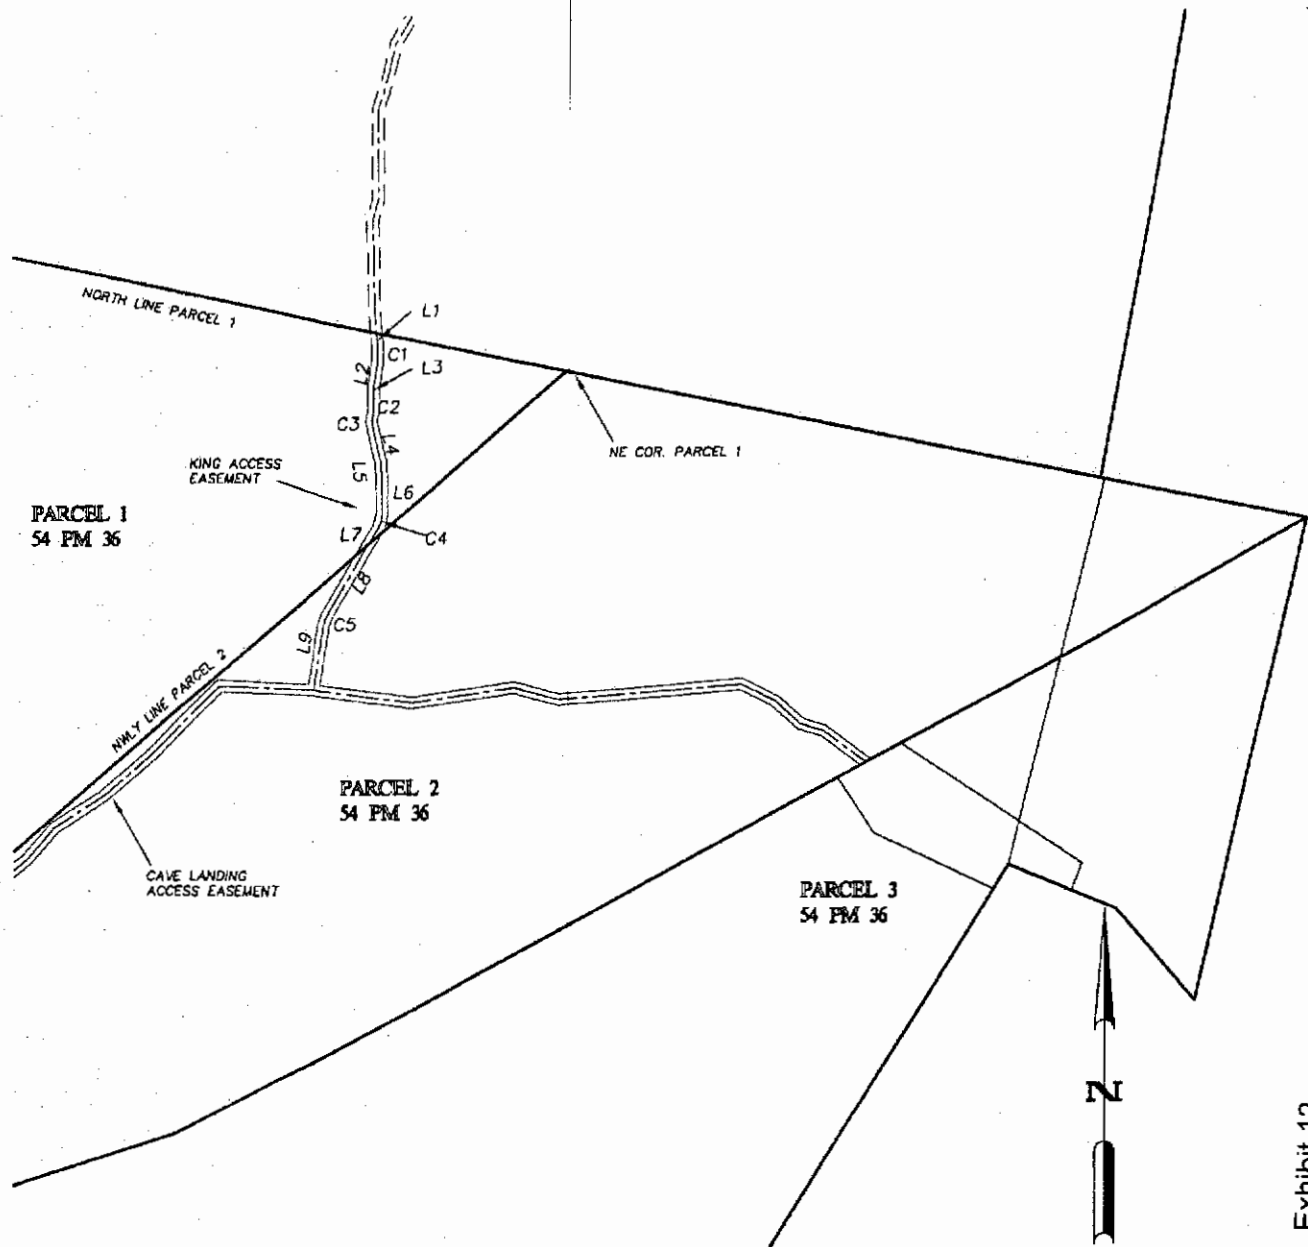 NORTH LINE PARCEL 1
L1
C1
L2
L3
C2
C3
L4
NE COR. PARCEL 1
KING ACCESS
EASEMENT
L5
L6
PARCEL 1
54 PM 36
L7
C4
L8
C5
L9
NWLY LINE PARCEL 2
PARCEL 2
54 PM 36
CAVE LANDING
ACCESS EASEMENT
PARCEL 3
54 PM 36
N
Exhibit 12